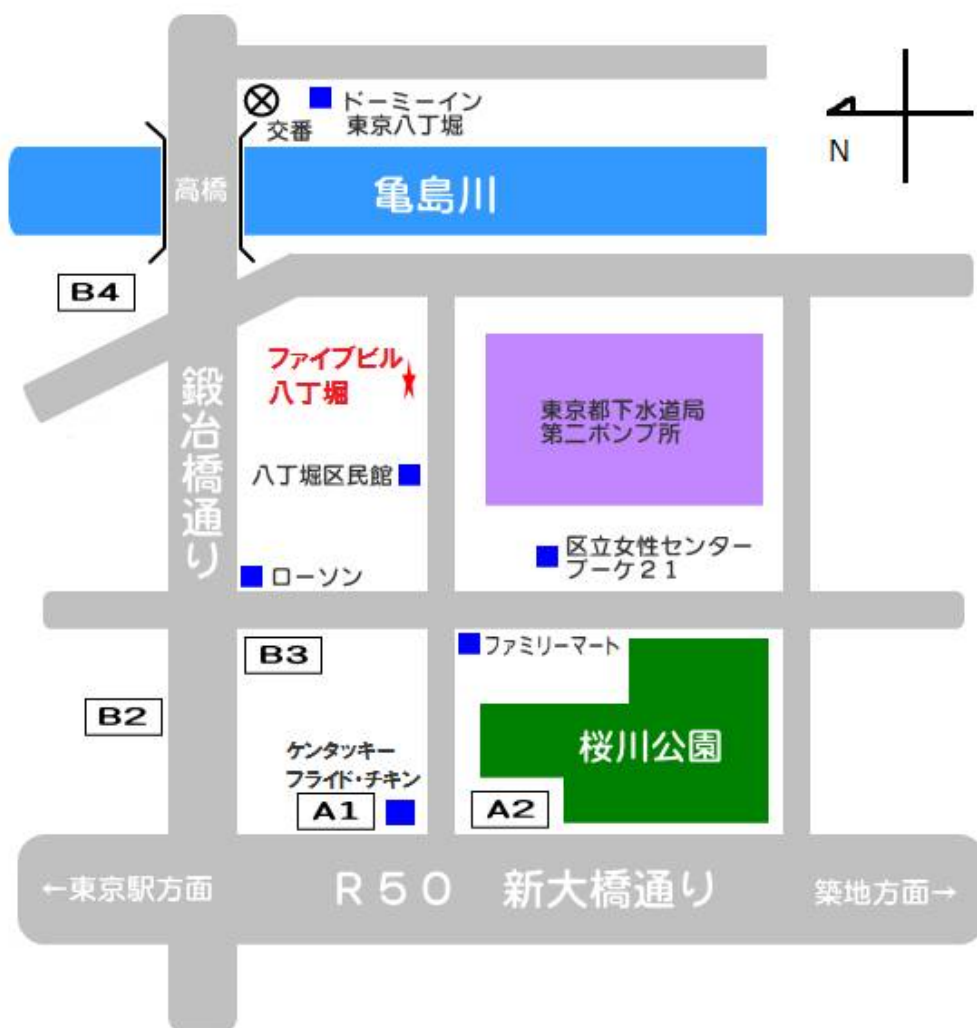 ドーミーイン
東京八丁堀
交番
N
高橋
亀島川
B4
ファイブビル
八丁堀
鍛冶橋通り
東京都下水道局
第二ポンプ所
八丁堀区民館
区立女性センター
ブーケ21
ローソン
B3
ファミリーマート
B2
桜川公園
ケンタッキー
フライド・チキン
A1
A2
←東京駅方面
R50 新大橋通り
築地方面→